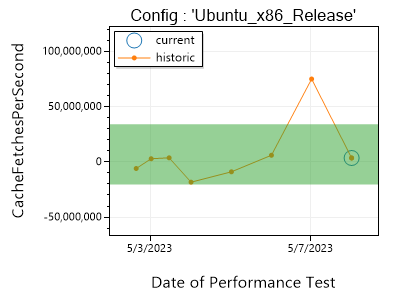 Config : 'Ubuntu_x86_Release'
current
historic
CacheFetchesPerSecond
100,000,000
50,000,000
0
-50,000,000
5/3/2023
5/7/2023
Date of Performance Test